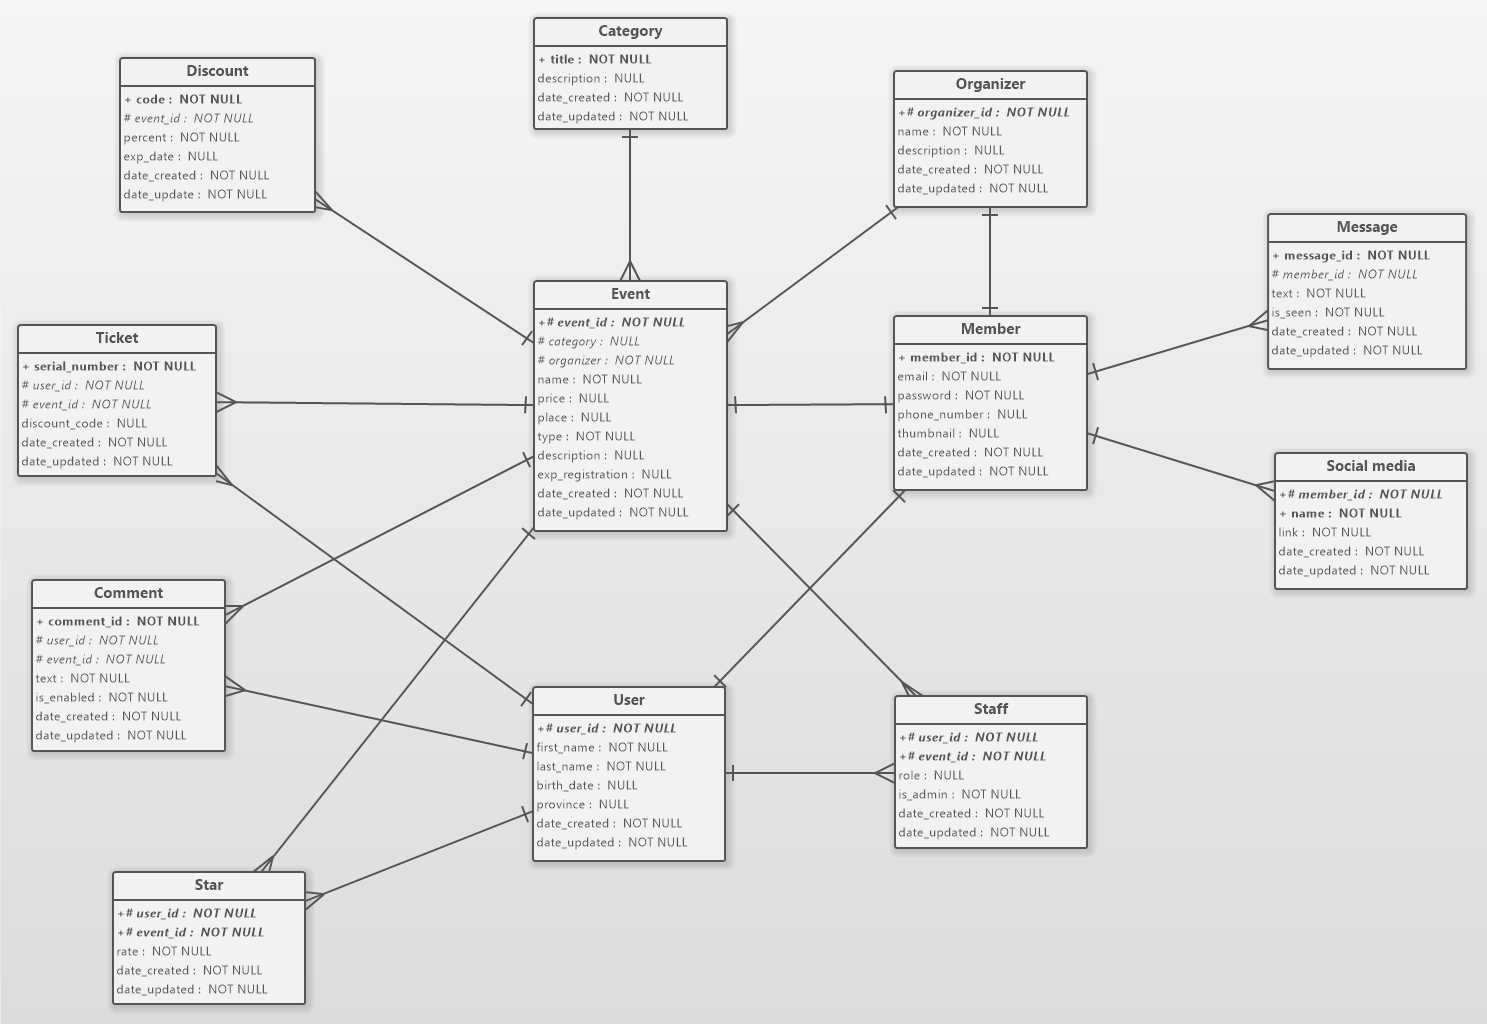 Category
+ title : NOT NULL
description : NULL
date_created : NOT NULL
date_updated : NOT NULL
Discount
+ code : NOT NULL
# event_id : NOT NULL
percent : NOT NULL
exp_date : NULL
date_created : NOT NULL
date_update : NOT NULL
Organizer
+# organizer_id : NOT NULL
name : NOT NULL
description : NULL
date_created : NOT NULL
date_updated : NOT NULL
Message
+ message_id : NOT NULL
# member_id : NOT NULL
text : NOT NULL
is_seen : NOT NULL
date_created : NOT NULL
date_updated : NOT NULL
Event
+# event_id : NOT NULL
# category : NULL
# organizer : NOT NULL
name : NOT NULL
price : NULL
place : NULL
type : NOT NULL
description : NULL
exp_registration : NULL
date_created : NOT NULL
date_updated : NOT NULL
Member
+ member_id : NOT NULL
email : NOT NULL
password : NOT NULL
phone_number : NULL
thumbnail : NULL
date_created : NOT NULL
date_updated : NOT NULL
Ticket
+ serial_number : NOT NULL
# user_id : NOT NULL
# event_id : NOT NULL
discount_code : NULL
date_created : NOT NULL
date_updated : NOT NULL
Social media
+# member_id : NOT NULL
+ name : NOT NULL
link : NOT NULL
date_created : NOT NULL
date_updated : NOT NULL
Comment
+ comment_id : NOT NULL
# user_id : NOT NULL
# event_id : NOT NULL
text : NOT NULL
is_enabled : NOT NULL
date_created : NOT NULL
date_updated : NOT NULL
User
+# user_id : NOT NULL
first_name : NOT NULL
last_name : NOT NULL
birth_date : NULL
province : NULL
date_created : NOT NULL
date_updated : NOT NULL
Staff
+# user_id : NOT NULL
+# event_id : NOT NULL
role : NULL
is_admin : NOT NULL
date_created : NOT NULL
date_updated : NOT NULL
Star
+# user_id : NOT NULL
+# event_id : NOT NULL
rate : NOT NULL
date_created : NOT NULL
date_updated : NOT NULL